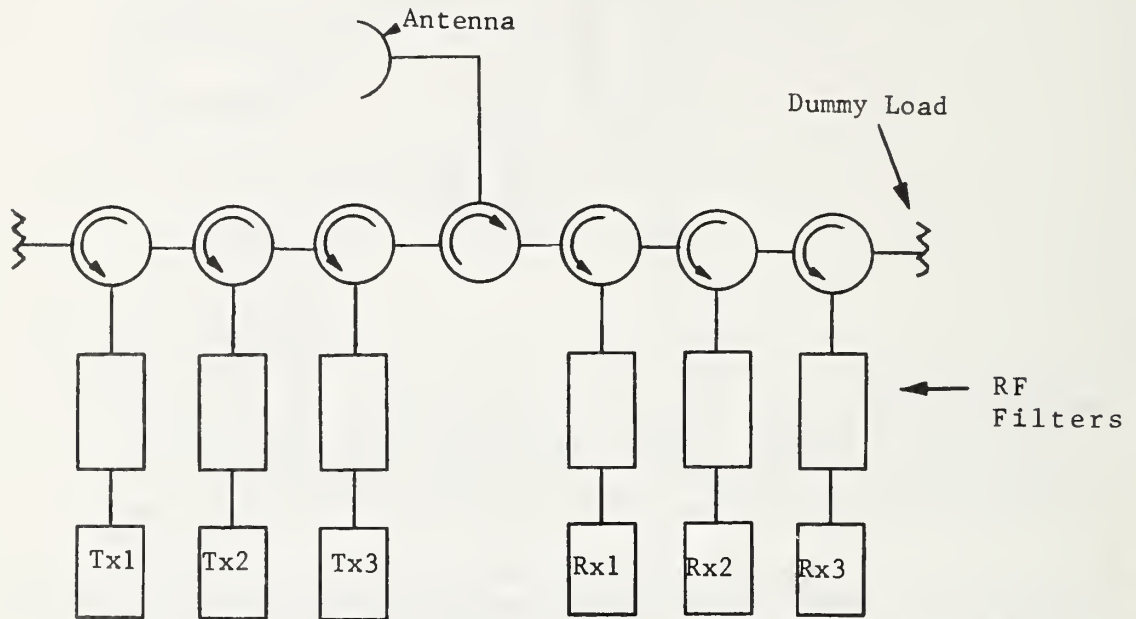 Antenna
Dummy Load
RF
Filters
Tx1
Tx2
Tx3
Rx1
Rx2
Rx3